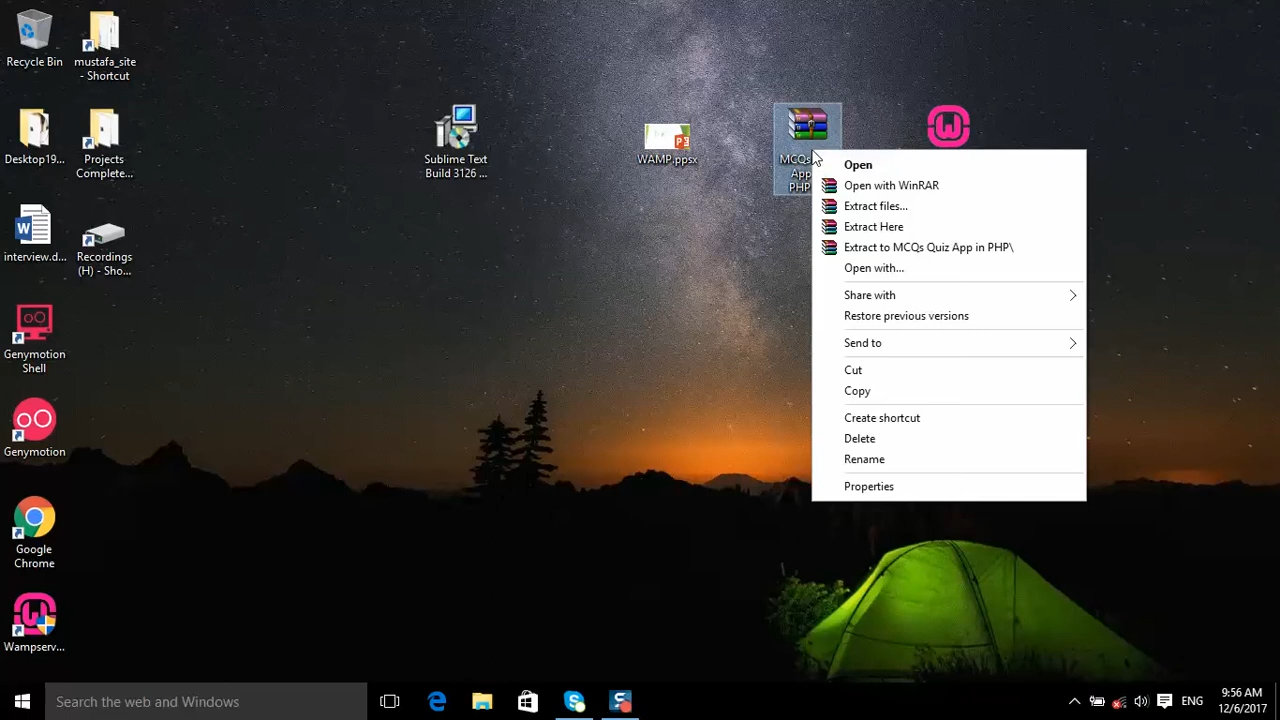 Recycle Bin
mustafa_site
- Shortcut
Desktop19...
Projects
Complete...
interview.d...
Recordings
(H) - Sho...
Genymotion
Shell
Genymotion
Google
Chrome
Wampserv...
Sublime Text
Build 3126 ...
WAMP.ppsx
MCQs
App
PHP
Open
Open with WinRAR
Extract files...
Extract Here
Extract to MCQs Quiz App in PHP\
Open with...
Share with
Restore previous versions
Send to
Cut
Copy
Create shortcut
Delete
Rename
Properties
Search the web and Windows
ENG
9:56 AM
12/6/2017